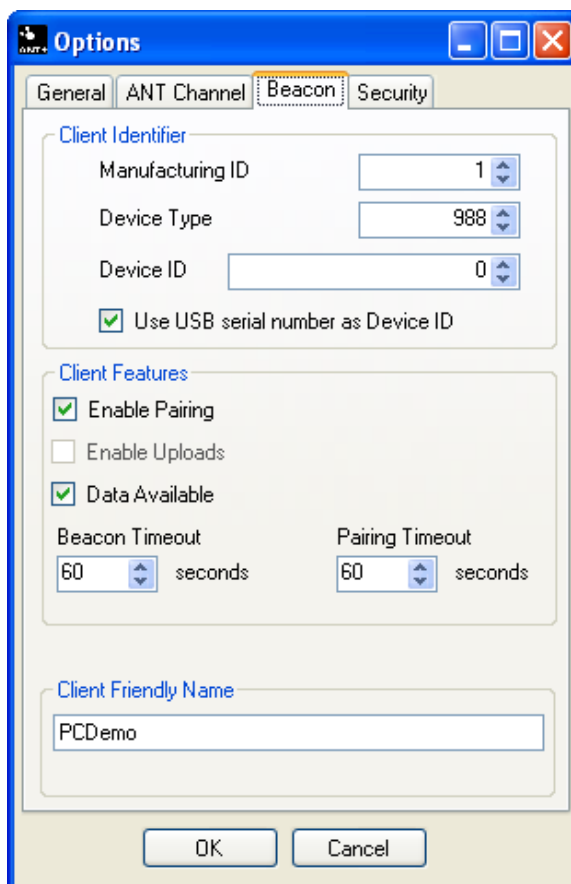 ANT+ Options
General ANT Channel Beacon Security
Client Identifier
Manufacturing ID 1
Device Type 988
Device ID 0
Use USB serial number as Device ID
Client Features
Enable Pairing
Enable Uploads
Data Available
Beacon Timeout Pairing Timeout
60 seconds 60 seconds
Client Friendly Name
PCDemo
OK Cancel